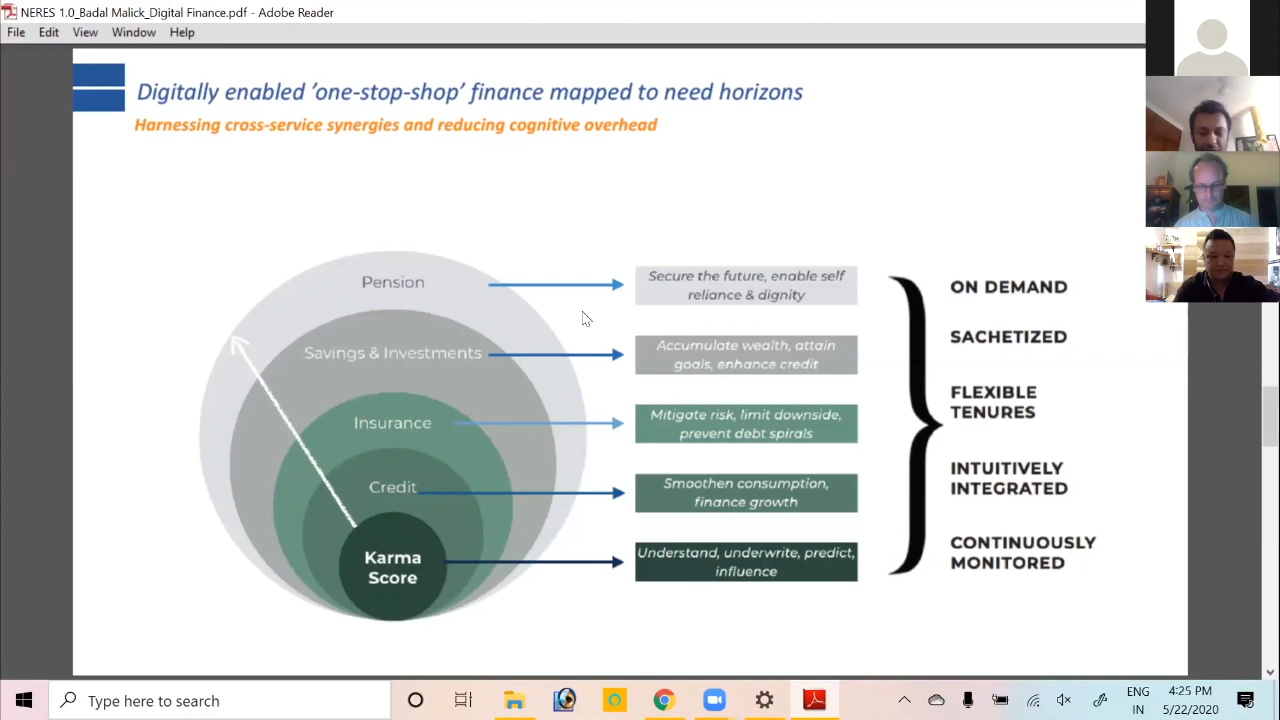 NERES 1.0_Badal Malick_Digital Finance.pdf - Adobe Reader
File Edit View Window Help
Digitally enabled 'one-stop-shop' finance mapped to need horizons
Harnessing cross-service synergies and reducing cognitive overhead
Pension
Secure the future, enable self
reliance & dignity
Savings & Investments
Accumulate wealth, attain
goals, enhance credit
Insurance
Mitigate risk, limit downside,
prevent debt spirals
Credit
Smoothen consumption,
finance growth
Karma
Score
Understand, underwrite, predict,
influence
ON DEMAND
SACHETIZED
FLEXIBLE
TENURES
INTUITIVELY
INTEGRATED
CONTINUOUSLY
MONITORED
Type here to search
ENG
IN
4:25 PM
5/22/2020